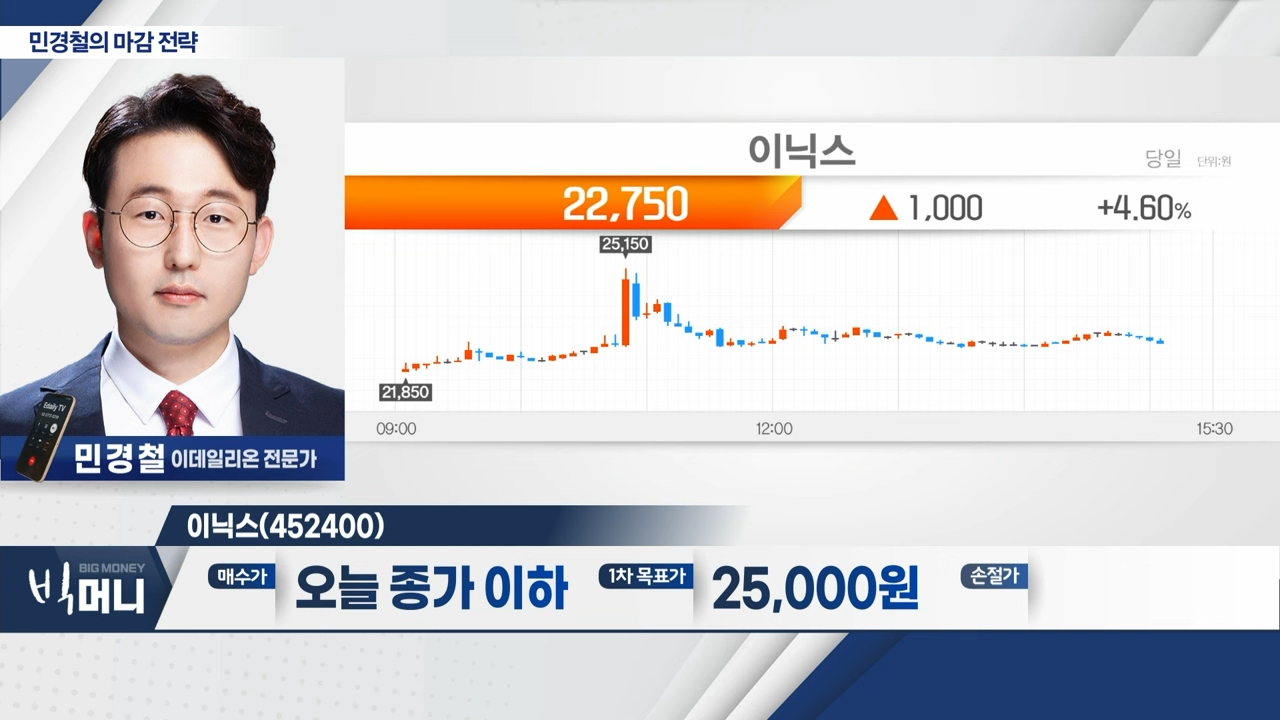 민경철의 마감 전략
이닉스
당일 단위:원
22,750 ▲ 1,000 +4.60%
25,150
21,850
09:00 12:00 15:30
Edaily TV
민경철 이데일리온 전문가
이닉스(452400)
BIG MONEY
빅머니
매수가 오늘 종가 이하 1차 목표가 25,000원 손절가